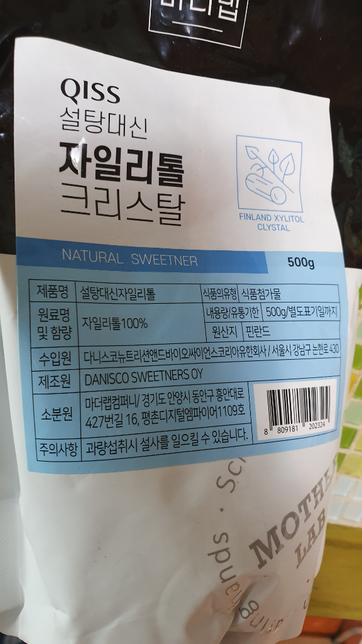 마더랩
QISS
설탕대신
자일리톨
크리스탈
FINLAND XYLITOL
CLYSTAL
NATURAL SWEETNER
500g
제품명 설탕대신자일리톨 식품의유형 식품첨가물
원료명 및 함량 자일리톨100% 내용량/유통기한 500g/별도표기일까지
원산지 핀란드
수입원 다니스코뉴트리션앤드바이오싸이언스코리아유한회사 / 서울시 강남구 논현로 430
제조원 DANISCO SWEETNERS OY
소분원 마더랩컴퍼니/ 경기도 안양시 동안구 흥안대로
427번길 16, 평촌디지털엠파이어1109호
주의사항 과량섭취시 설사를 일으킬 수 있습니다.
8 809181 202324
MOTHE
LAB